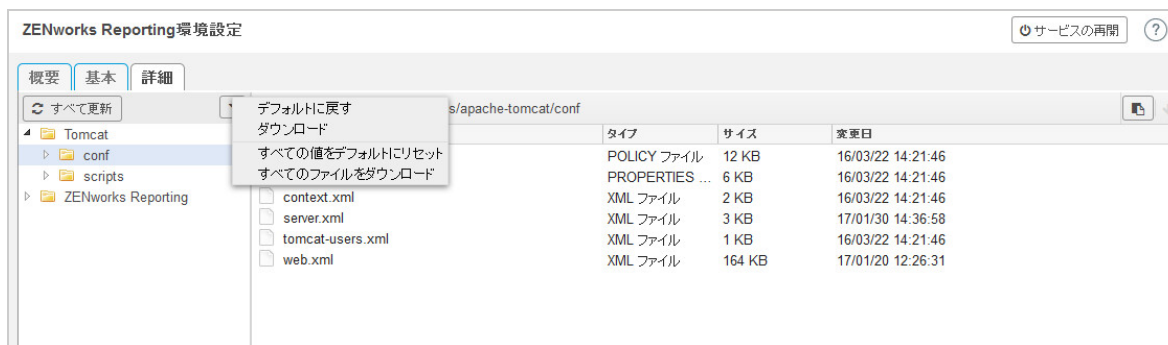 ZENworks Reporting環境設定
サービスの再開
?
概要 基本 詳細
すべて更新
デフォルトに戻す
ダウンロード
すべての値をデフォルトにリセット
すべてのファイルをダウンロード
s/apache-tomcat/conf
タイプ サイズ 変更日
Tomcat
conf
scripts
ZENworks Reporting
POLICY ファイル 12 KB 16/03/22 14:21:46
PROPERTIES ... 6 KB 16/03/22 14:21:46
context.xml XML ファイル 2 KB 16/03/22 14:21:46
server.xml XML ファイル 3 KB 17/01/30 14:36:58
tomcat-users.xml XML ファイル 1 KB 16/03/22 14:21:46
web.xml XML ファイル 164 KB 17/01/20 12:26:31